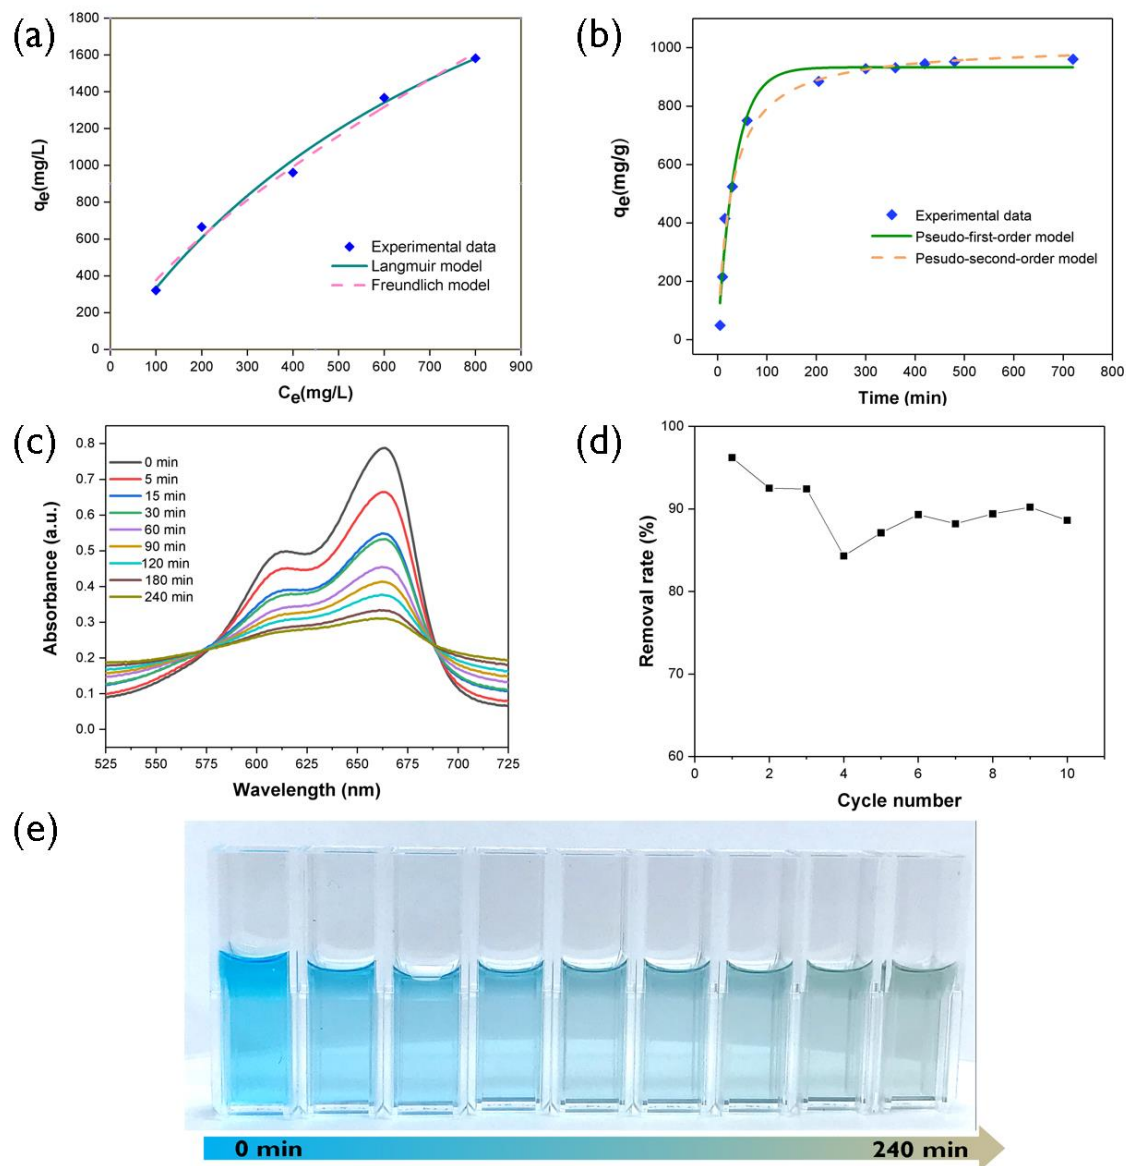 (a)
1800
1600
1400
1200
1000
800
600
400
200
0
qe(mg/L)
Experimental data
Langmuir model
Freundlich model
0 100 200 300 400 500 600 700 800 900
Ce(mg/L)
(b)
1000
800
600
400
200
0
qe(mg/g)
Experimental data
Pseudo-first-order model
Pesudo-second-order model
0 100 200 300 400 500 600 700 800
Time (min)
(c)
0.8
0.7
0.6
0.5
0.4
0.3
0.2
0.1
0.0
Absorbance (a.u.)
0 min
5 min
15 min
30 min
60 min
90 min
120 min
180 min
240 min
525 550 575 600 625 650 675 700 725
Wavelength (nm)
(d)
100
90
80
70
60
Removal rate (%)
0 2 4 6 8 10
Cycle number
(e)
0 min 240 min